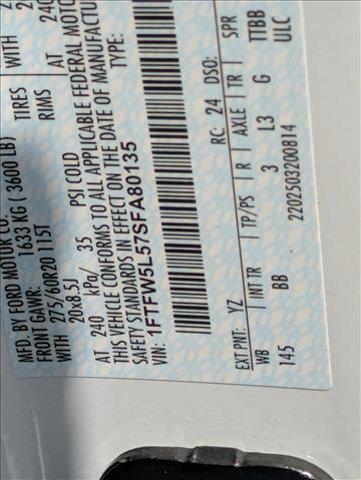 MFD. BY FORD MOTOR CO.
FRONT GAWR: 1633 KG ( 3600 LB)
WITH 275/60R20 115T TIRES WITH
20x8.5J RIMS
AT 240 kPa/ 35 PSI COLD AT 240
THIS VEHICLE CONFORMS TO ALL APPLICABLE FEDERAL MOTO
SAFETY STANDARDS IN EFFECT ON THE DATE OF MANUFACTU
VIN: 1FTFW5L57SFA80135 TYPE:
EXT PNT: YZ RC: 24 DSO:
WB INT TR TP/PS R AXLE TR SPR
145 BB 3 L3 G TTBB
2202503200814 ULC